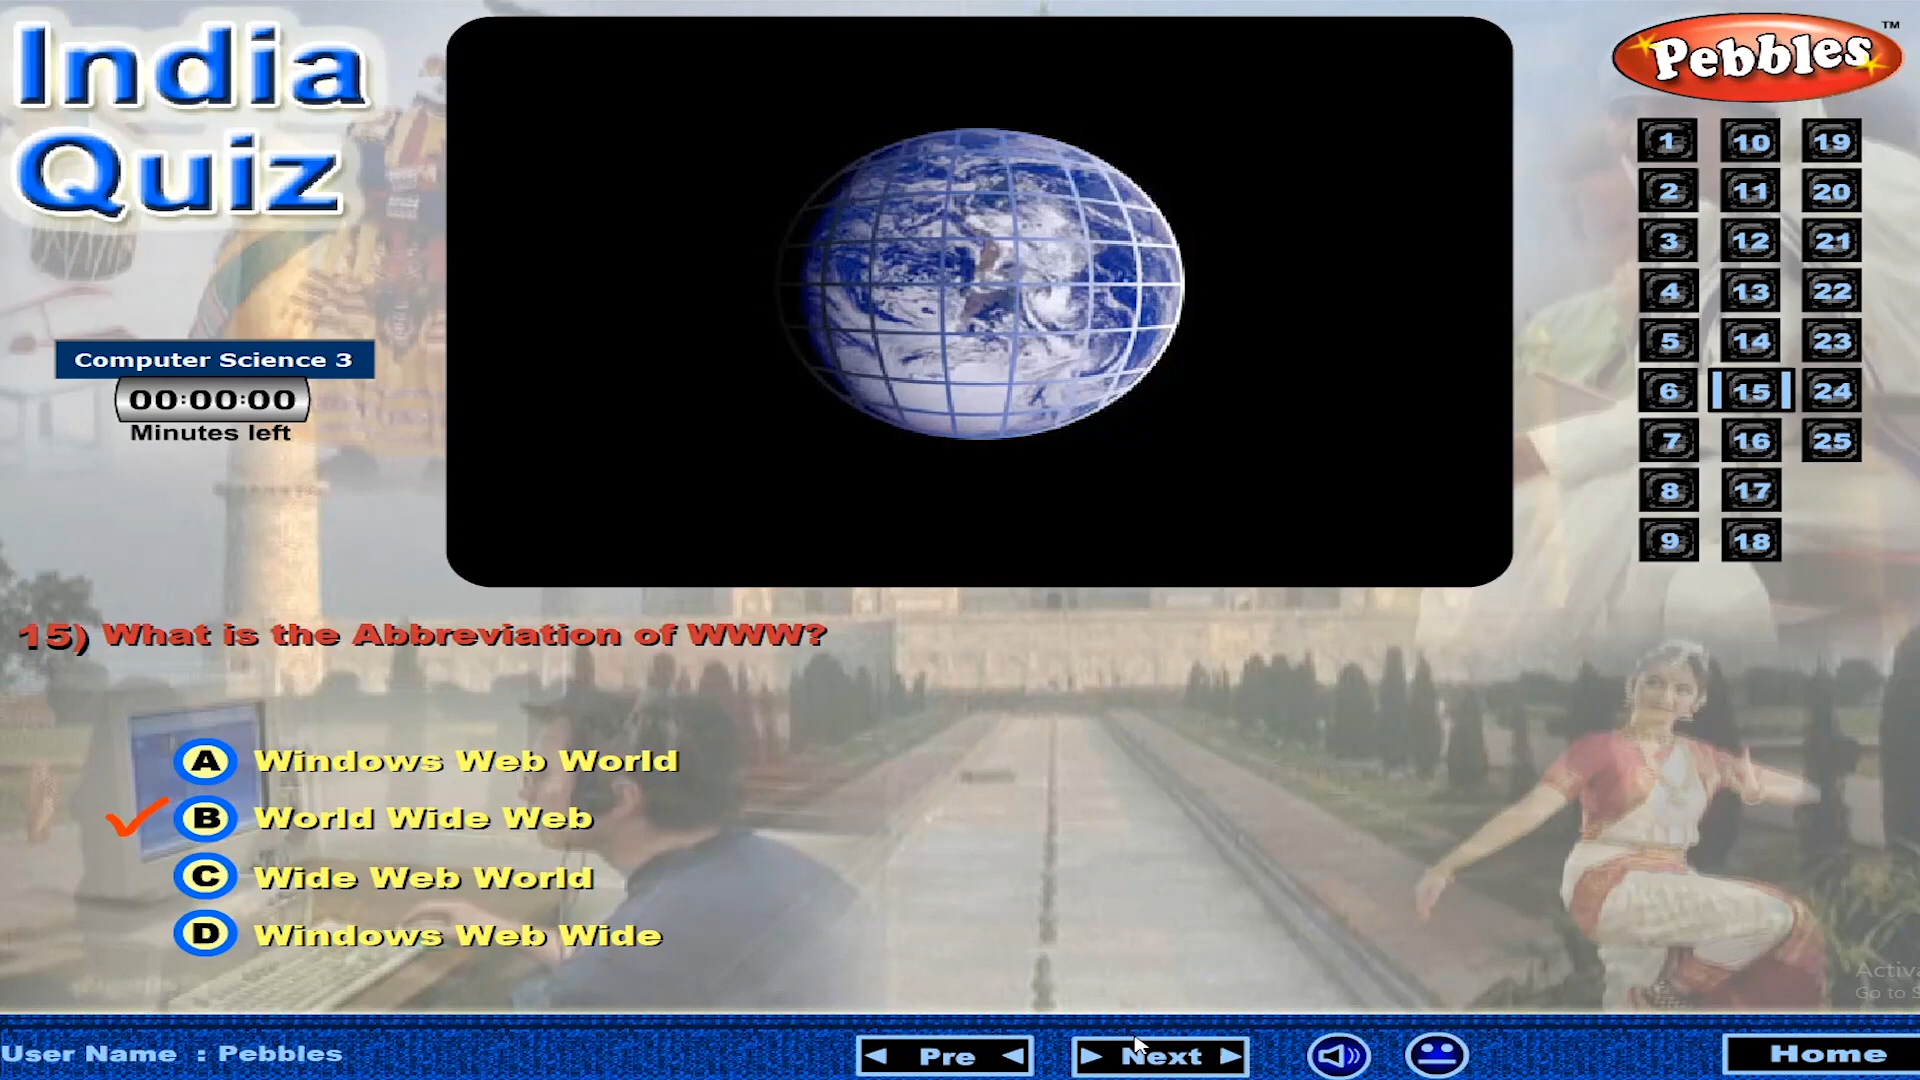 India
Quiz
Pebbles
TM
Computer Science 3
00:00:00
Minutes left
1 10 19
2 11 20
3 12 21
4 13 22
5 14 23
6 15 24
7 16 25
8 17
9 18
15) What is the Abbreviation of WWW?
A Windows Web World
B World Wide Web
C Wide Web World
D Windows Web Wide
Activa
Go to S
User Name : Pebbles
Pre
Next
Home